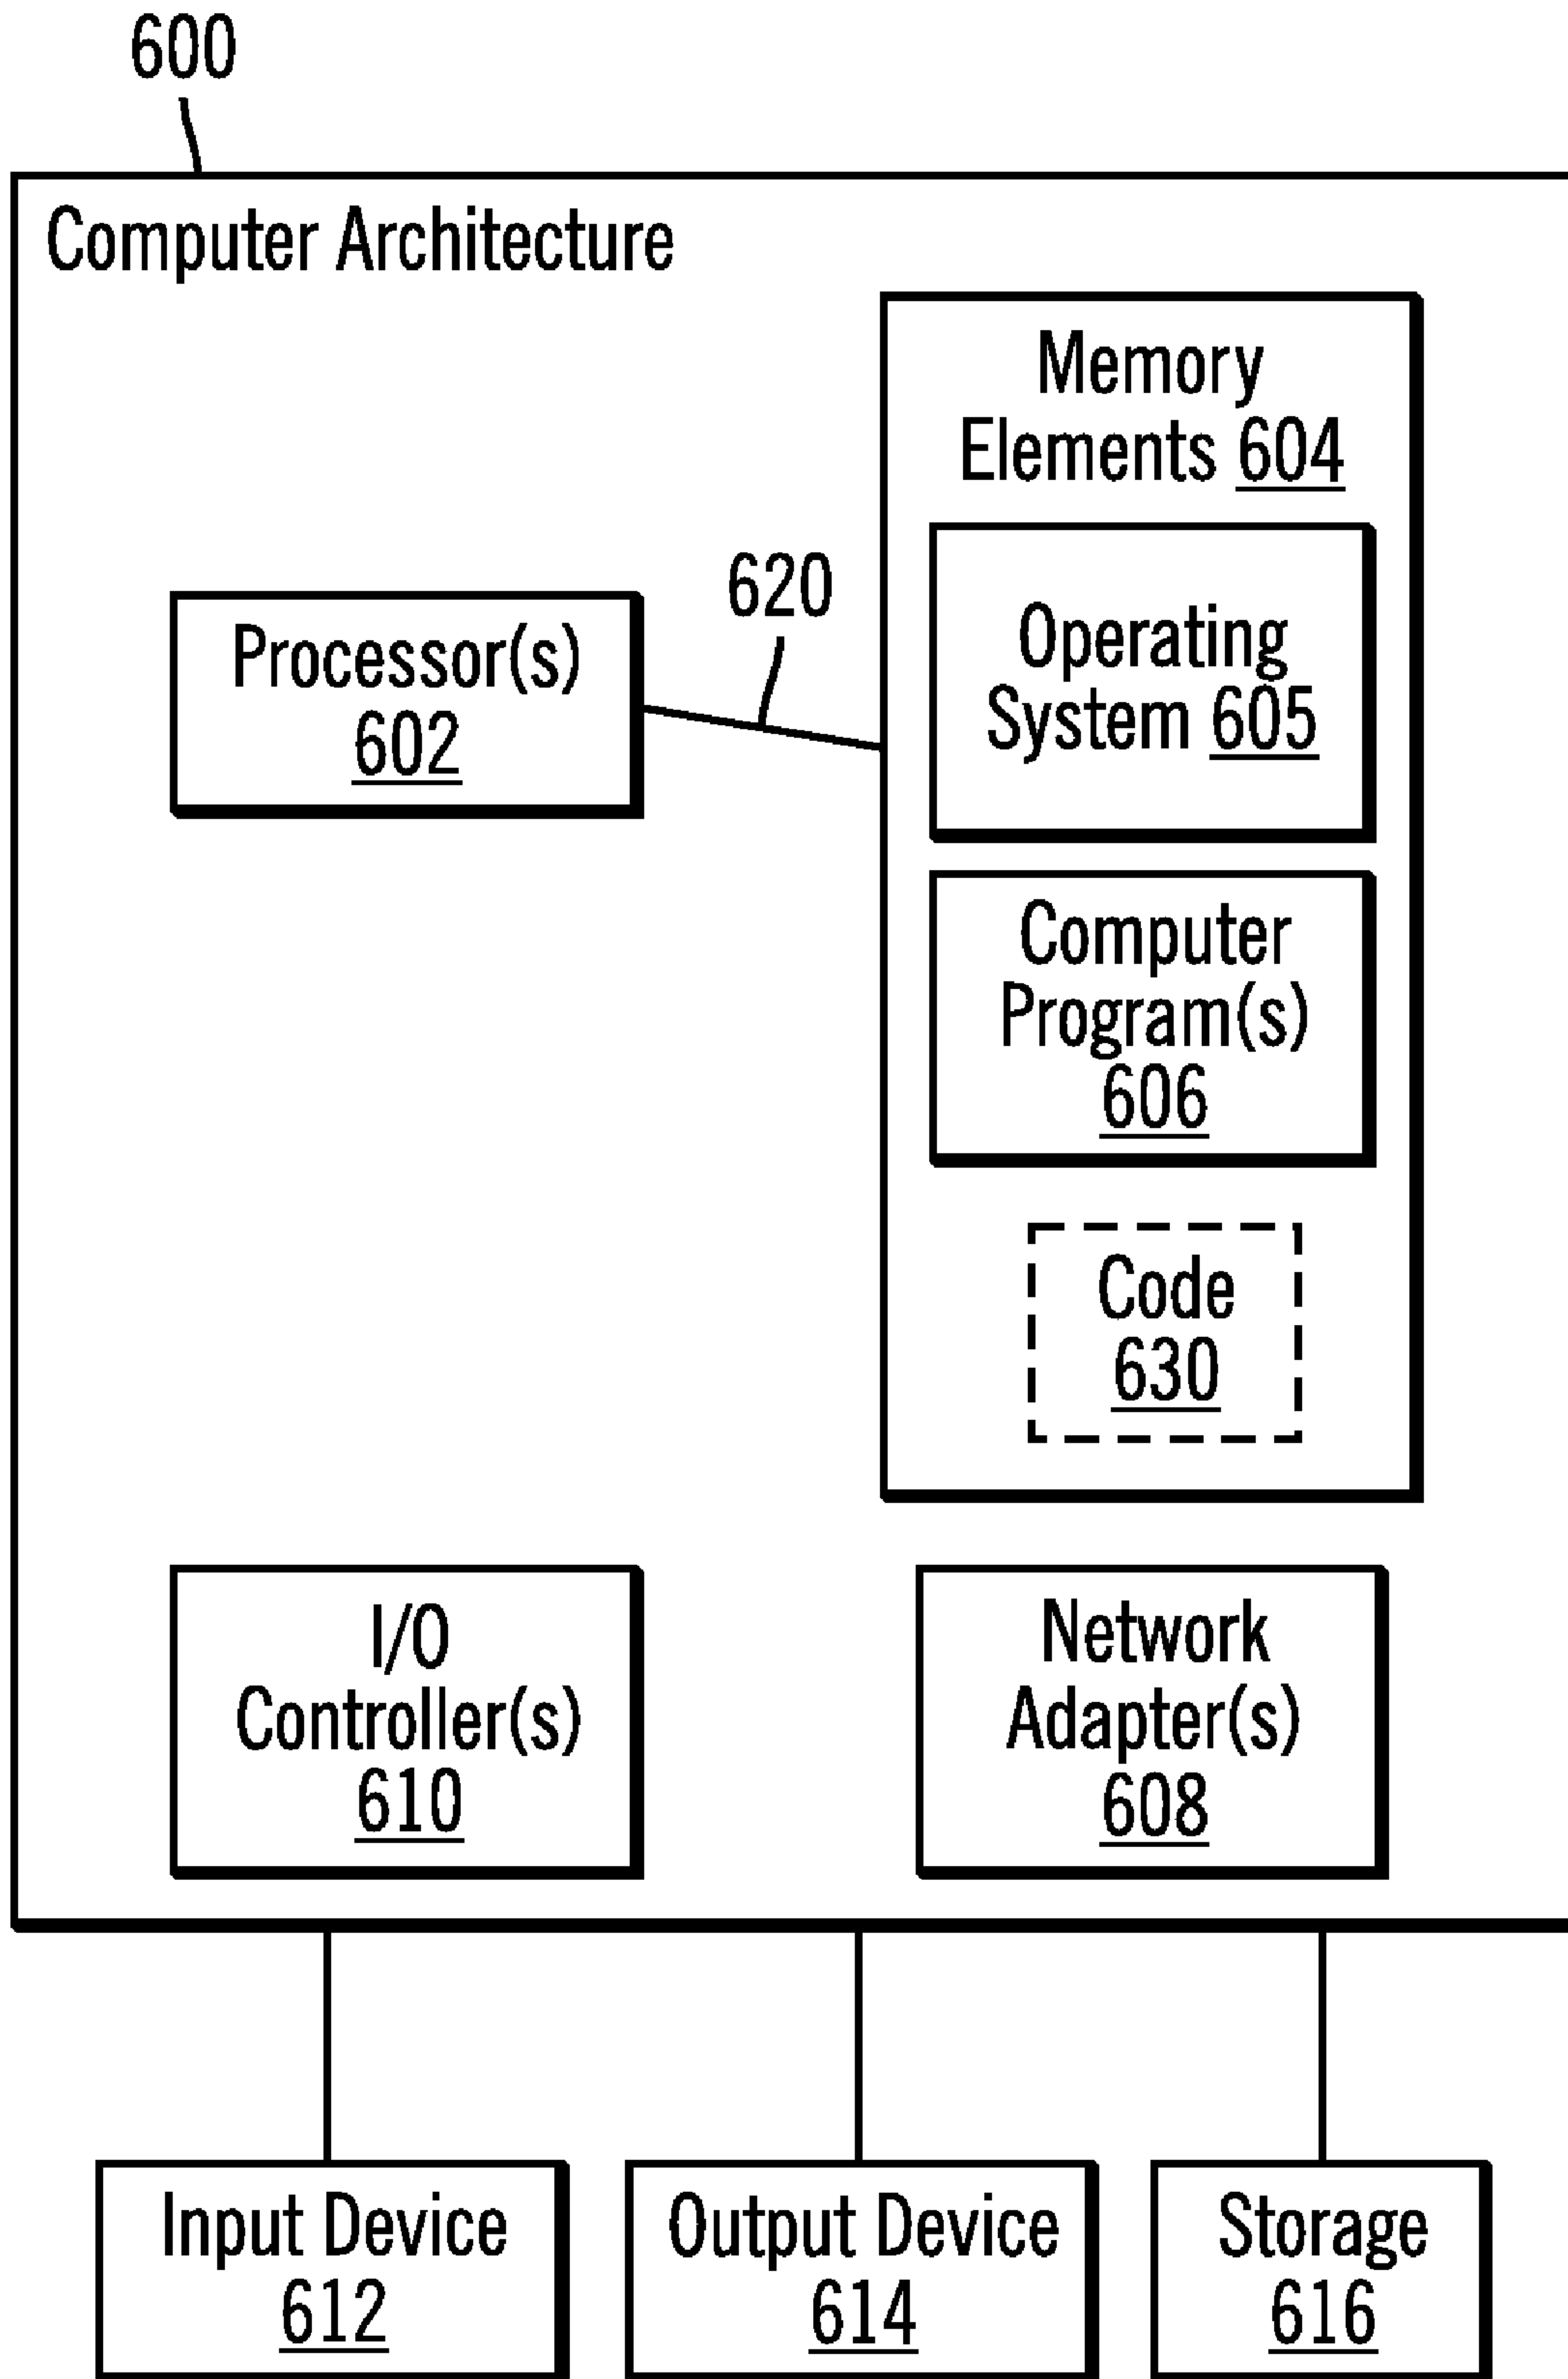 600
Computer Architecture
Memory
Elements 604
620
Operating
System 605
Processor(s)
602
Computer
Program(s)
606
Code
630
I/O
Controller(s)
610
Network
Adapter(s)
608
Input Device
612
Output Device
614
Storage
616